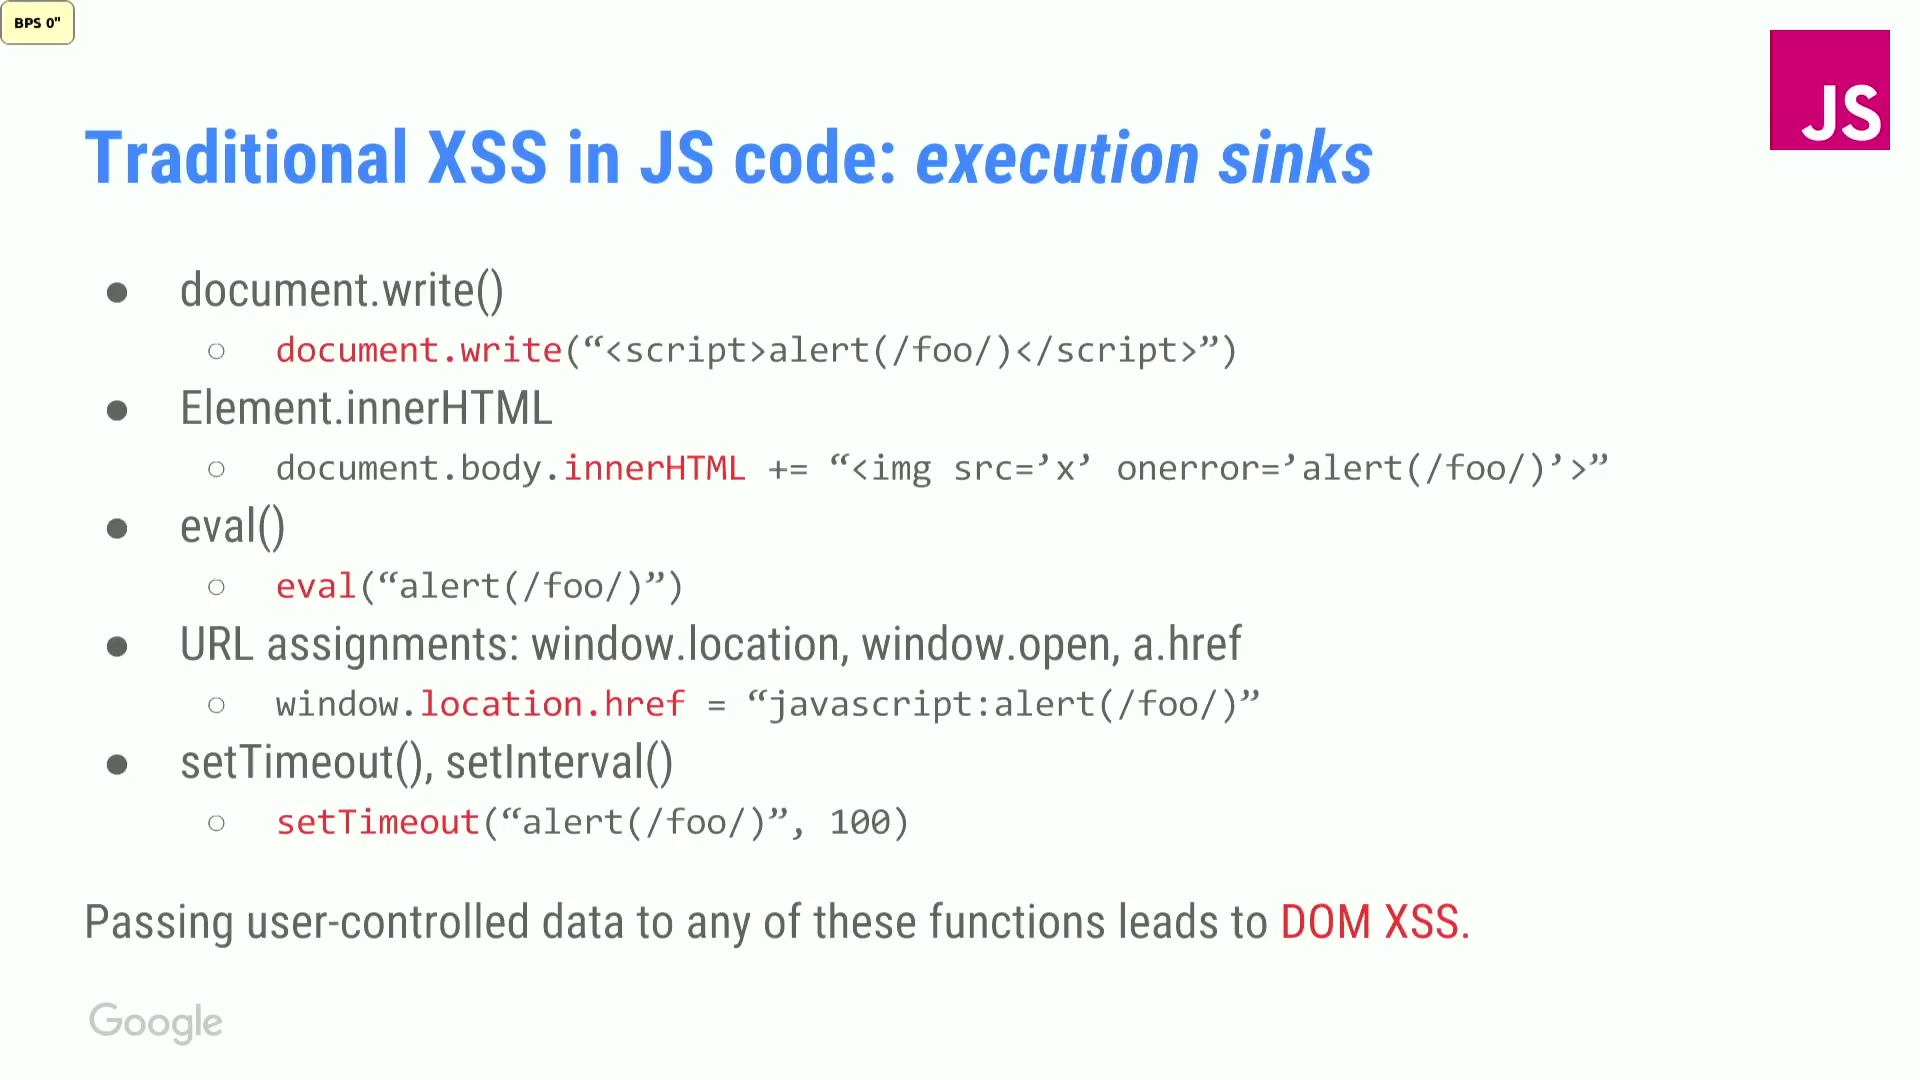 BPS 0"
JS
Traditional XSS in JS code: execution sinks
● document.write()
○ document.write(“<script>alert(/foo/)</script>”)
● Element.innerHTML
○ document.body.innerHTML += “<img src=’x’ onerror=’alert(/foo/)’>”
● eval()
○ eval(“alert(/foo/)”)
● URL assignments: window.location, window.open, a.href
○ window.location.href = “javascript:alert(/foo/)”
● setTimeout(), setInterval()
○ setTimeout(“alert(/foo/)”, 100)
Passing user-controlled data to any of these functions leads to DOM XSS.
Google